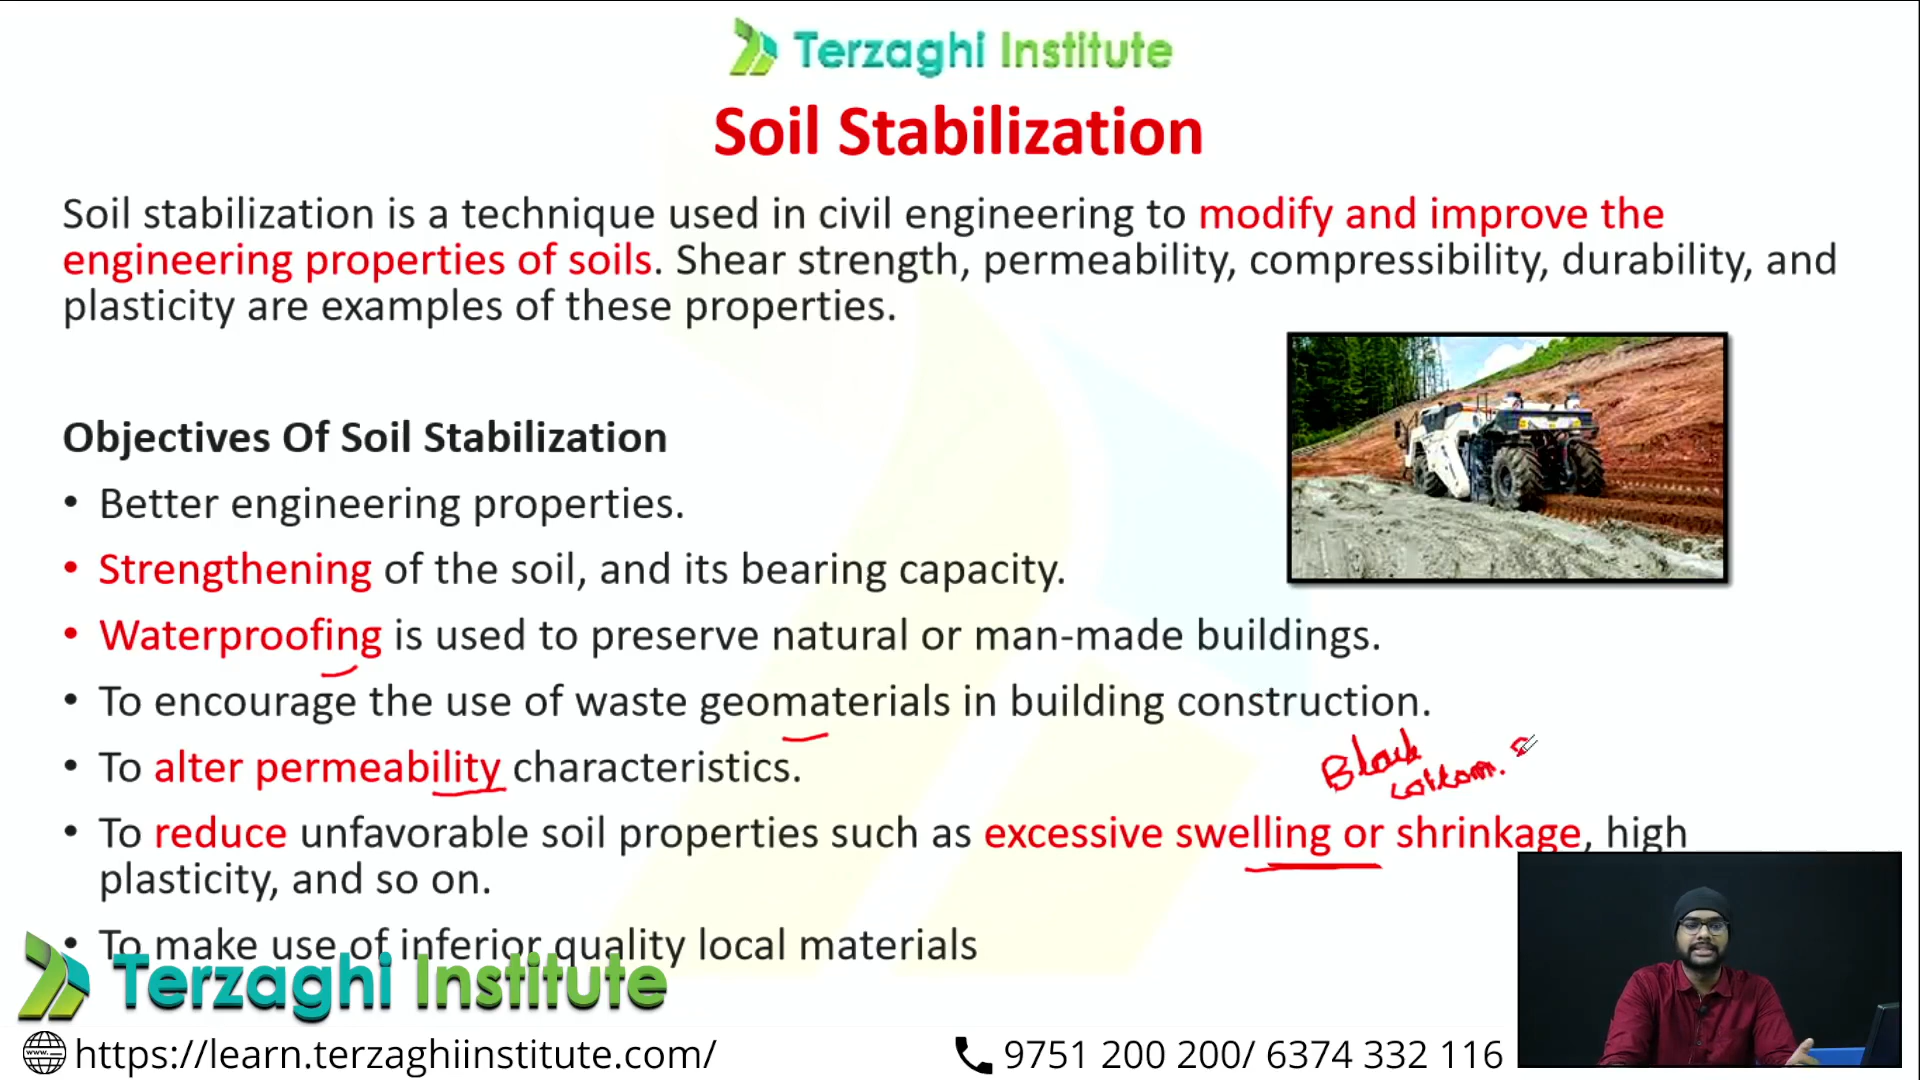 Terzaghi Institute
Soil Stabilization
Soil stabilization is a technique used in civil engineering to modify and improve the
engineering properties of soils. Shear strength, permeability, compressibility, durability, and
plasticity are examples of these properties.
Objectives Of Soil Stabilization
• Better engineering properties.
• Strengthening of the soil, and its bearing capacity.
• Waterproofing is used to preserve natural or man-made buildings.
• To encourage the use of waste geomaterials in building construction.
• To alter permeability characteristics.
Black
cotton.
• To reduce unfavorable soil properties such as excessive swelling or shrinkage, high
plasticity, and so on.
• To make use of inferior quality local materials
Terzaghi Institute
https://learn.terzaghiinstitute.com/
9751 200 200/ 6374 332 116